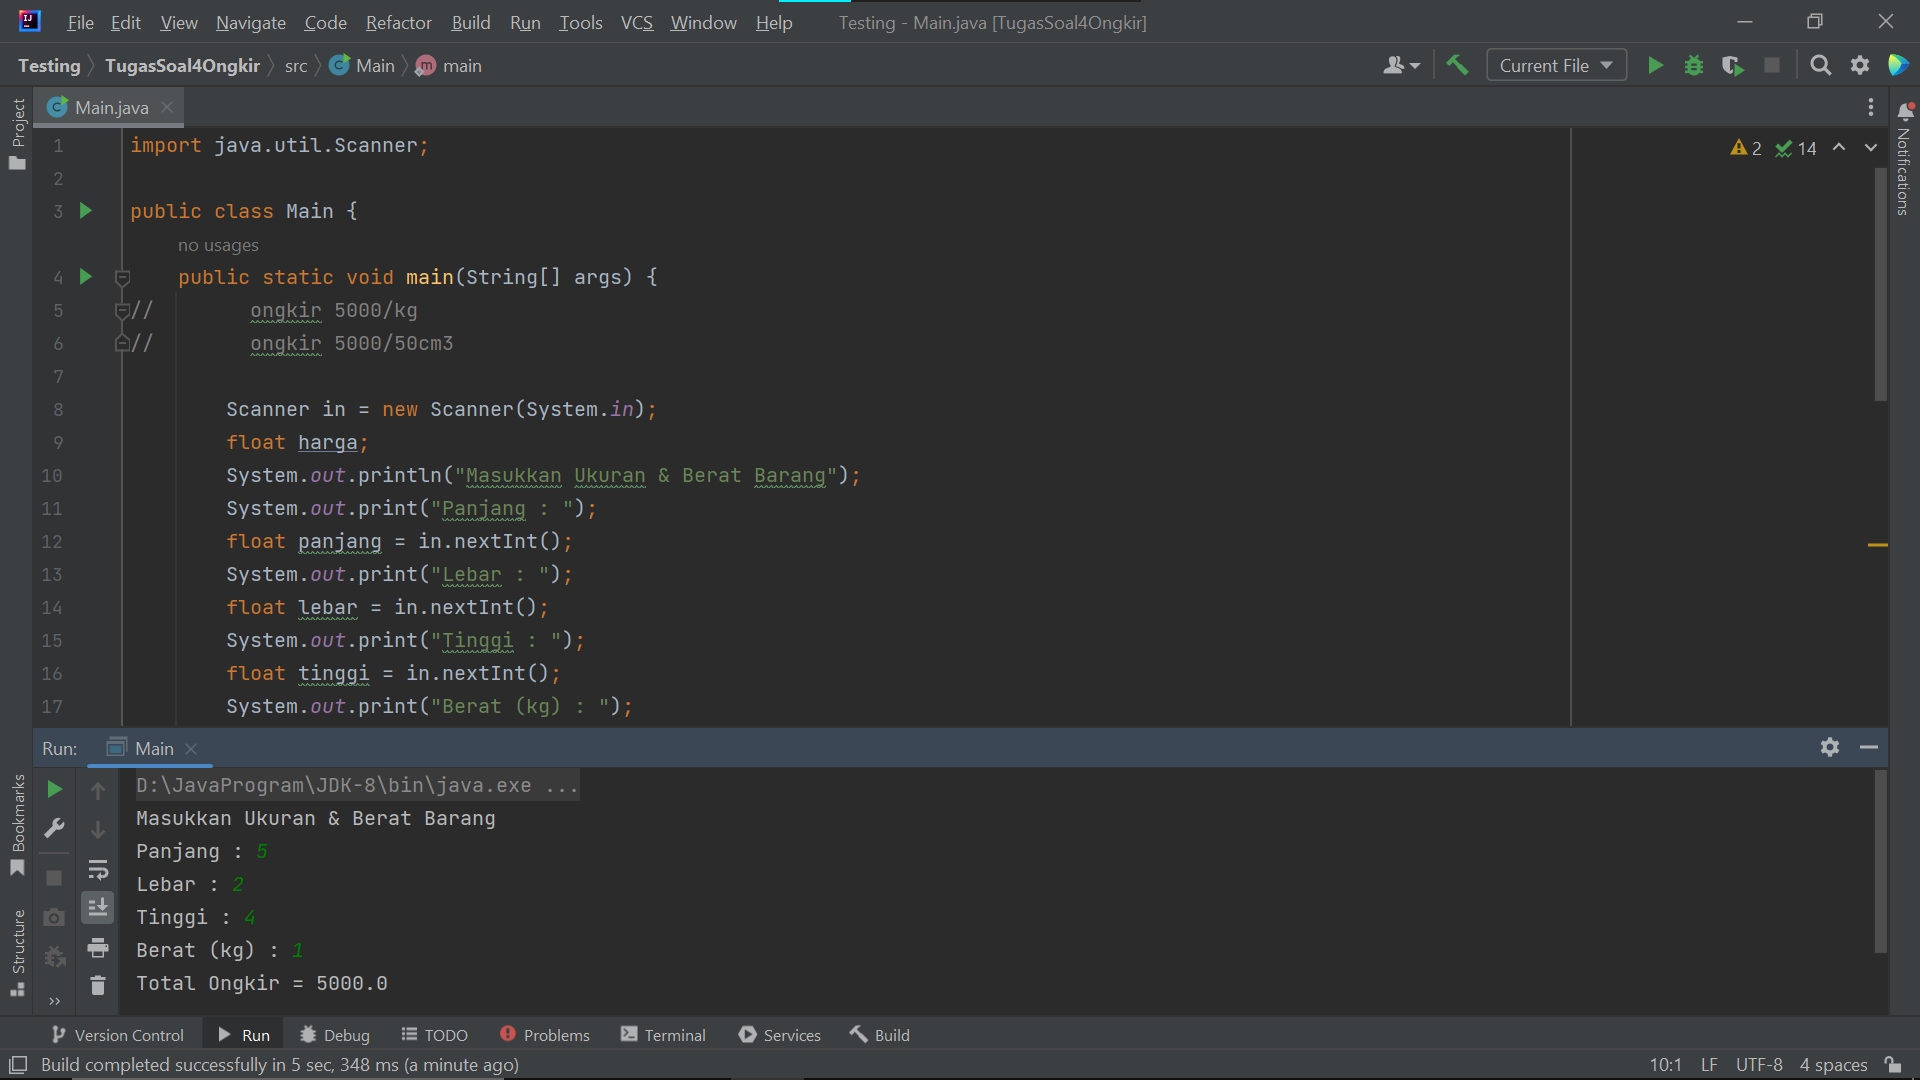 File Edit View Navigate Code Refactor Build Run Tools VCS Window Help Testing - Main.java [TugasSoal4Ongkir]
Testing TugasSoal4Ongkir src Main main Current File
Project
Main.java
Notifications
2 14
1 import java.util.Scanner;
2
3 public class Main {
no usages
4 public static void main(String[] args) {
5 // ongkir 5000/kg
6 // ongkir 5000/50cm3
7
8 Scanner in = new Scanner(System.in);
9 float harga;
10 System.out.println("Masukkan Ukuran & Berat Barang");
11 System.out.print("Panjang : ");
12 float panjang = in.nextInt();
13 System.out.print("Lebar : ");
14 float lebar = in.nextInt();
15 System.out.print("Tinggi : ");
16 float tinggi = in.nextInt();
17 System.out.print("Berat (kg) : ");
Run: Main
D:\JavaProgram\JDK-8\bin\java.exe ...
Masukkan Ukuran & Berat Barang
Panjang : 5
Lebar : 2
Tinggi : 4
Berat (kg) : 1
Total Ongkir = 5000.0
Bookmarks
Structure
Version Control Run Debug TODO Problems Terminal Services Build
Build completed successfully in 5 sec, 348 ms (a minute ago) 10:1 LF UTF-8 4 spaces